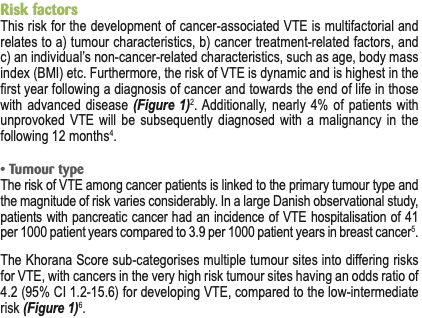 Risk factors
This risk for the development of cancer-associated VTE is multifactorial and
relates to a) tumour characteristics, b) cancer treatment-related factors, and
c) an individual's non-cancer-related characteristics, such as age, body mass
index (BMI) etc. Furthermore, the risk of VTE is dynamic and is highest in the
first year following a diagnosis of cancer and towards the end of life in those
with advanced disease (Figure 1)². Additionally, nearly 4% of patients with
unprovoked VTE will be subsequently diagnosed with a malignancy in the
following 12 months⁴.
• Tumour type
The risk of VTE among cancer patients is linked to the primary tumour type and
the magnitude of risk varies considerably. In a large Danish observational study,
patients with pancreatic cancer had an incidence of VTE hospitalisation of 41
per 1000 patient years compared to 3.9 per 1000 patient years in breast cancer⁵.
The Khorana Score sub-categorises multiple tumour sites into differing risks
for VTE, with cancers in the very high risk tumour sites having an odds ratio of
4.2 (95% CI 1.2-15.6) for developing VTE, compared to the low-intermediate
risk (Figure 1)⁶.